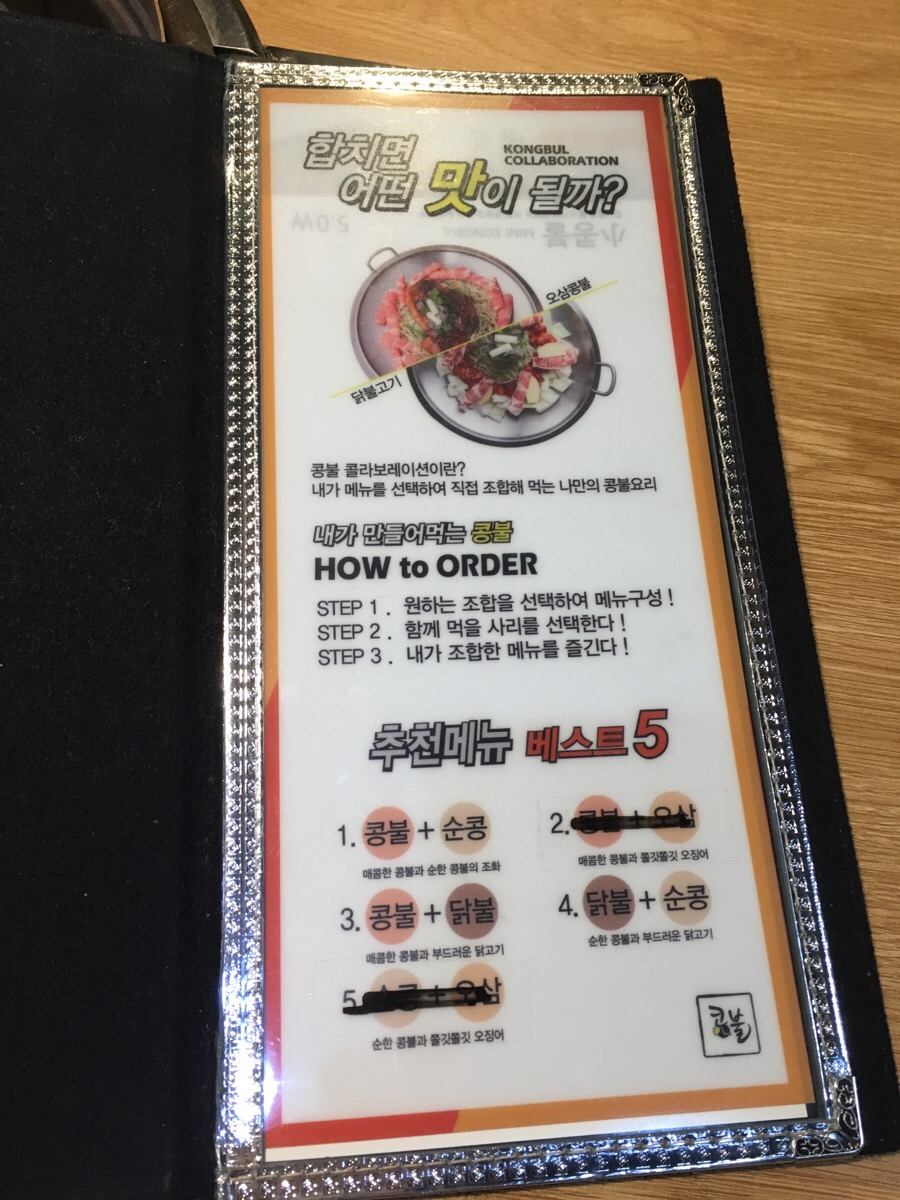 합치면
KONGBUL
COLLABORATION
어떤 맛이 될까?
오삼콩불
닭불고기
콩불 콜라보레이션이란?
내가 메뉴를 선택하여 직접 조합해 먹는 나만의 콩불요리
내가 만들어먹는 콩불
HOW to ORDER
STEP 1 . 원하는 조합을 선택하여 메뉴구성 !
STEP 2 . 함께 먹을 사리를 선택한다 !
STEP 3 . 내가 조합한 메뉴를 즐긴다 !
추천메뉴 베스트 5
1. 콩불 + 순콩
매콤한 콩불과 순한 콩불의 조화
2. 콩불 + 오삼
매콤한 콩불과 쫄깃쫄깃 오징어
3. 콩불 + 닭불
매콤한 콩불과 부드러운 닭고기
4. 닭불 + 순콩
순한 콩불과 부드러운 닭고기
5 + 오삼
순한 콩불과 쫄깃쫄깃 오징어
콩불